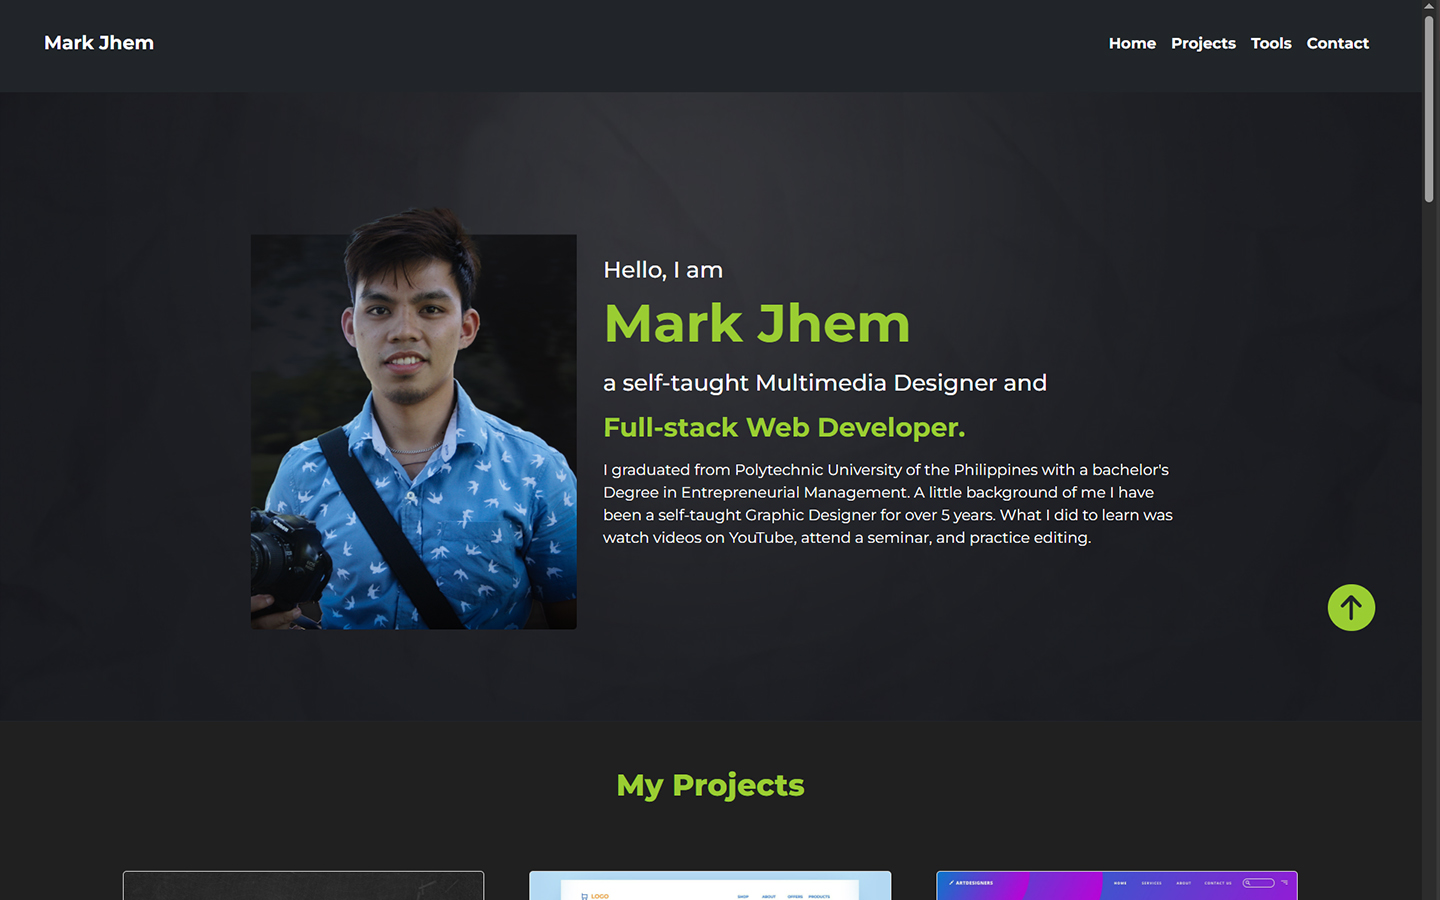 Mark Jhem
Home Projects Tools Contact
Hello, I am
Mark Jhem
a self-taught Multimedia Designer and
Full-stack Web Developer.
I graduated from Polytechnic University of the Philippines with a bachelor's
Degree in Entrepreneurial Management. A little background of me I have
been a self-taught Graphic Designer for over 5 years. What I did to learn was
watch videos on YouTube, attend a seminar, and practice editing.
Canon
My Projects
LOGO
SHOP ABOUT OFFERS PRODUCTS
ARTDESIGNERS
HOME SERVICES ABOUT CONTACT US